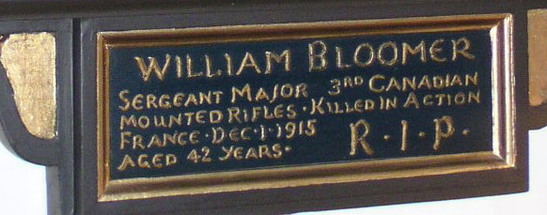 WILLIAM BLOOMER
SERGEANT MAJOR 3RD CANADIAN
MOUNTED RIFLES · KILLED IN ACTION
FRANCE · DEC · 1 · 1915
AGED 42 YEARS · R · I · P ·